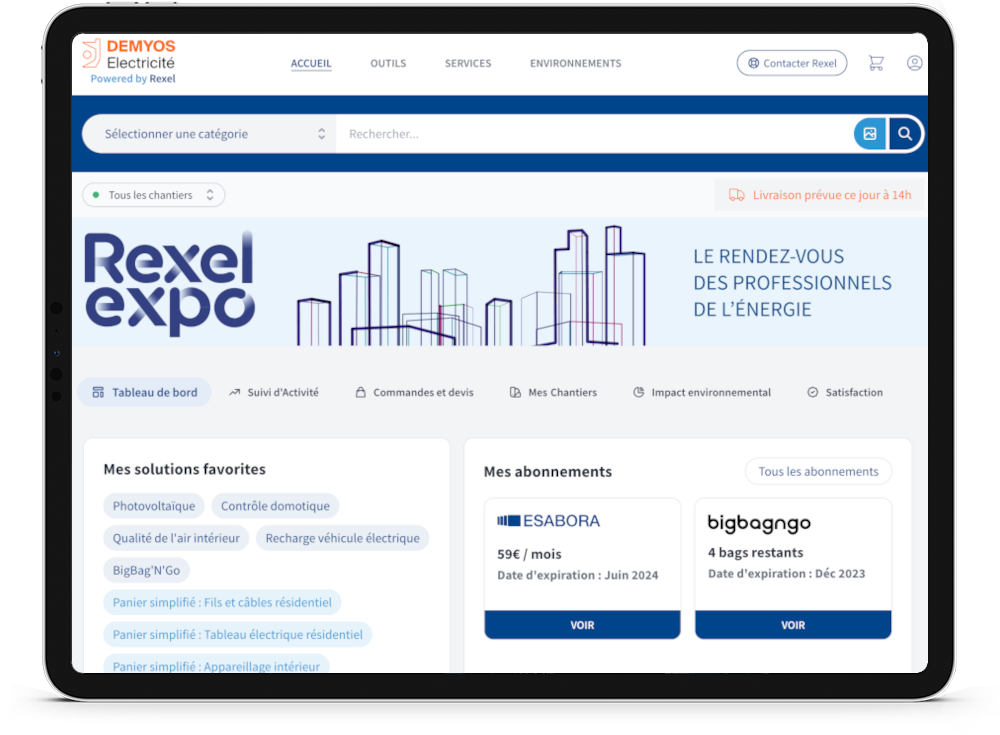 DEMYOS
Electricité
Powered by Rexel
ACCUEIL OUTILS SERVICES ENVIRONNEMENTS Contacter Rexel
Sélectionner une catégorie Rechercher...
Tous les chantiers Livraison prévue ce jour à 14h
Rexel
expo
LE RENDEZ-VOUS
DES PROFESSIONNELS
DE L'ÉNERGIE
Tableau de bord Suivi d'Activité Commandes et devis Mes Chantiers Impact environnemental Satisfaction
Mes solutions favorites
Photovoltaïque Contrôle domotique
Qualité de l'air intérieur Recharge véhicule électrique
BigBag'N'Go
Panier simplifié : Fils et câbles résidentiel
Panier simplifié : Tableau électrique résidentiel
Panier simplifié : Appareillage intérieur
Mes abonnements Tous les abonnements
ESABORA
59€ / mois
Date d'expiration : Juin 2024
VOIR
bigbagngo
4 bags restants
Date d'expiration : Déc 2023
VOIR